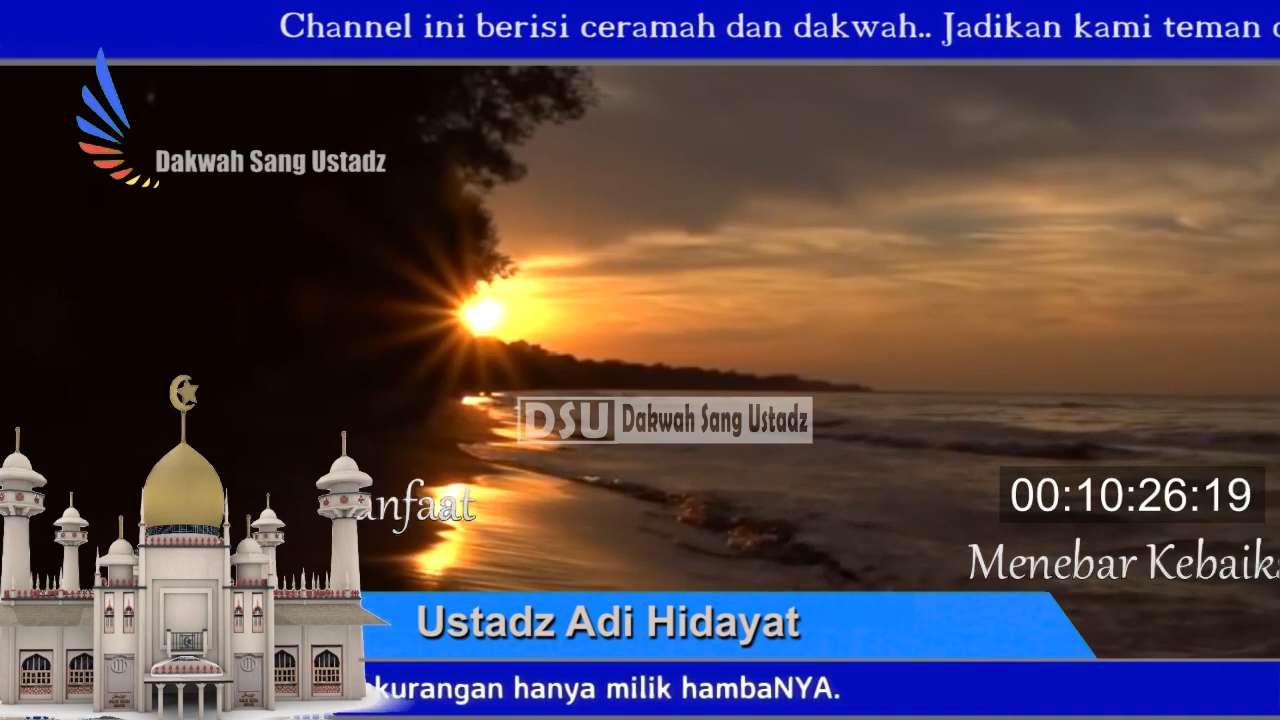 Channel ini berisi ceramah dan dakwah.. Jadikan kami teman
Dakwah Sang Ustadz
DSU Dakwah Sang Ustadz
anfaat
00:10:26:19
Menebar Kebaika
Ustadz Adi Hidayat
kurangan hanya milik hambaNYA.